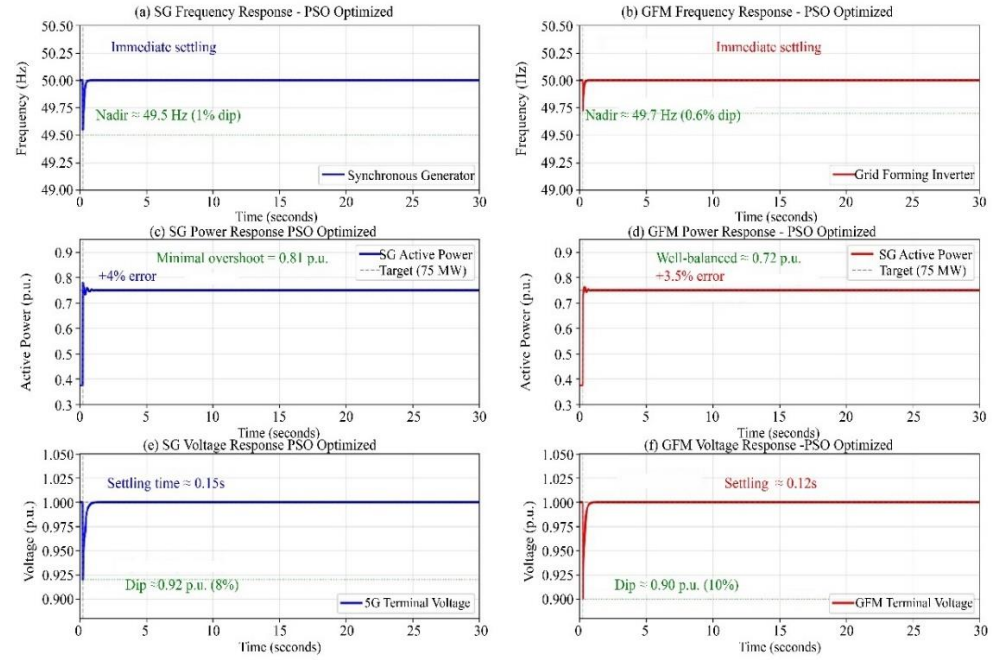 (a) SG Frequency Response - PSO Optimized
50.50
50.25
50.00
49.75
49.50
49.25
49.00
Frequency (Hz)
Immediate settling
Nadir ≈ 49.5 Hz (1% dip)
Synchronous Generator
0 5 10 15 20 25 30
Time (seconds)
(b) GFM Frequency Response - PSO Optimized
50.50
50.25
50.00
49.75
49.50
49.25
49.00
Frequency (Hz)
Immediate settling
Nadir ≈ 49.7 Hz (0.6% dip)
Grid Forming Inverter
0 5 10 15 20 25 30
Time (seconds)
(c) SG Power Response PSO Optimized
0.9
0.8
0.7
0.6
0.5
0.4
0.3
Active Power (p.u.)
Minimal overshoot = 0.81 p.u.
+4% error
SG Active Power
Target (75 MW)
0 5 10 15 20 25 30
Time (seconds)
(d) GFM Power Response - PSO Optimized
0.9
0.8
0.7
0.6
0.5
0.4
0.3
Active Power (p.u.)
Well-balanced ≈ 0.72 p.u.
+3.5% error
SG Active Power
Target (75 MW)
0 5 10 15 20 25 30
Time (seconds)
(e) SG Voltage Response PSO Optimized
1.050
1.025
1.000
0.975
0.950
0.925
0.900
Voltage (p.u.)
Settling time ≈ 0.15s
Dip ≈0.92 p.u. (8%)
5G Terminal Voltage
0 5 10 15 20 25 30
Time (seconds)
(f) GFM Voltage Response -PSO Optimized
1.050
1.025
1.000
0.975
0.950
0.925
0.900
Voltage (p.u.)
Settling ≈ 0.12s
Dip ≈ 0.90 p.u. (10%)
GFM Terminal Voltage
0 5 10 15 20 25 30
Time (seconds)